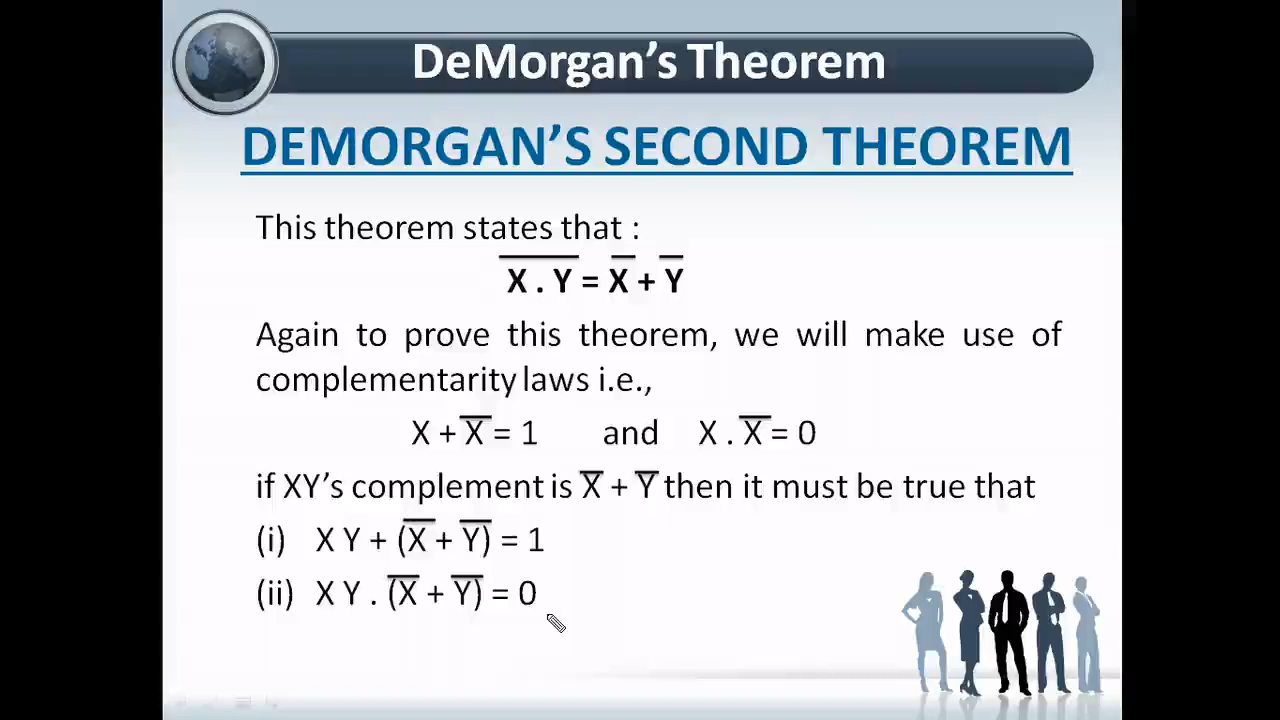 DeMorgan's Theorem
DEMORGAN'S SECOND THEOREM
This theorem states that :
X̅ ̅.̅ ̅Y̅ = X̅ + Y̅
Again to prove this theorem, we will make use of
complementarity laws i.e.,
X + X̅ = 1 and X . X̅ = 0
if XY's complement is X̅ + Y̅ then it must be true that
(i) X Y + (X̅ + Y̅) = 1
(ii) X Y . (X̅ + Y̅) = 0